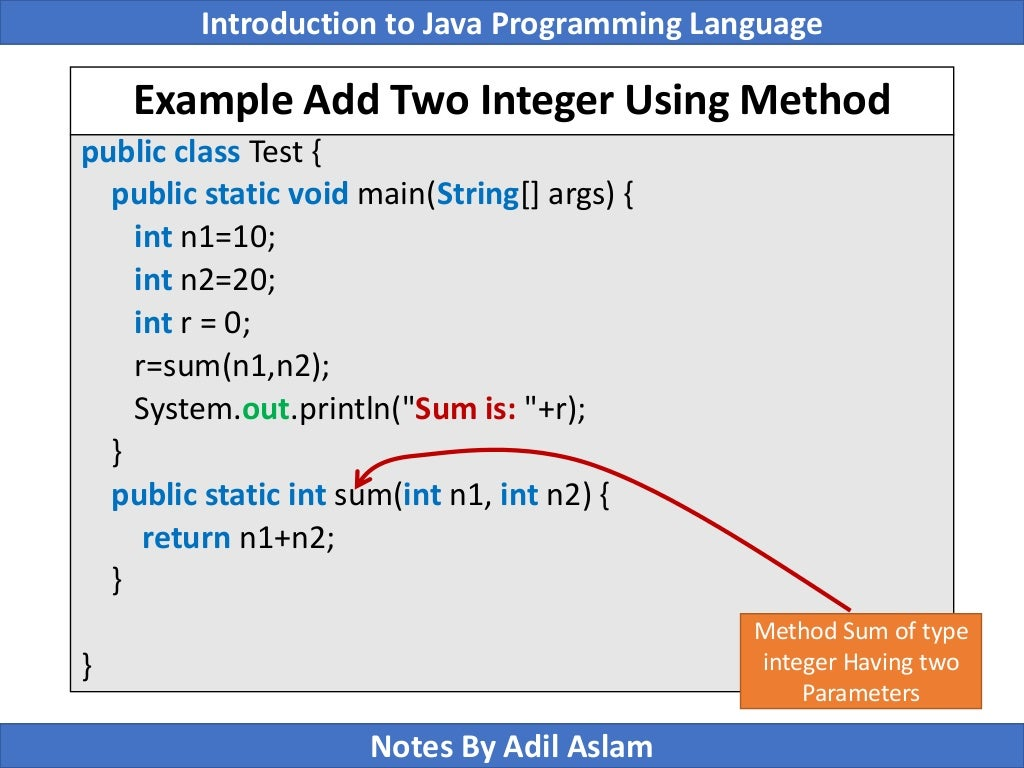 Introduction to Java Programming Language
Example Add Two Integer Using Method
public class Test {
public static void main(String[] args) {
int n1=10;
int n2=20;
int r = 0;
r=sum(n1,n2);
System.out.println("Sum is: "+r);
}
public static int sum(int n1, int n2) {
return n1+n2;
}
}
Method Sum of type
integer Having two
Parameters
Notes By Adil Aslam